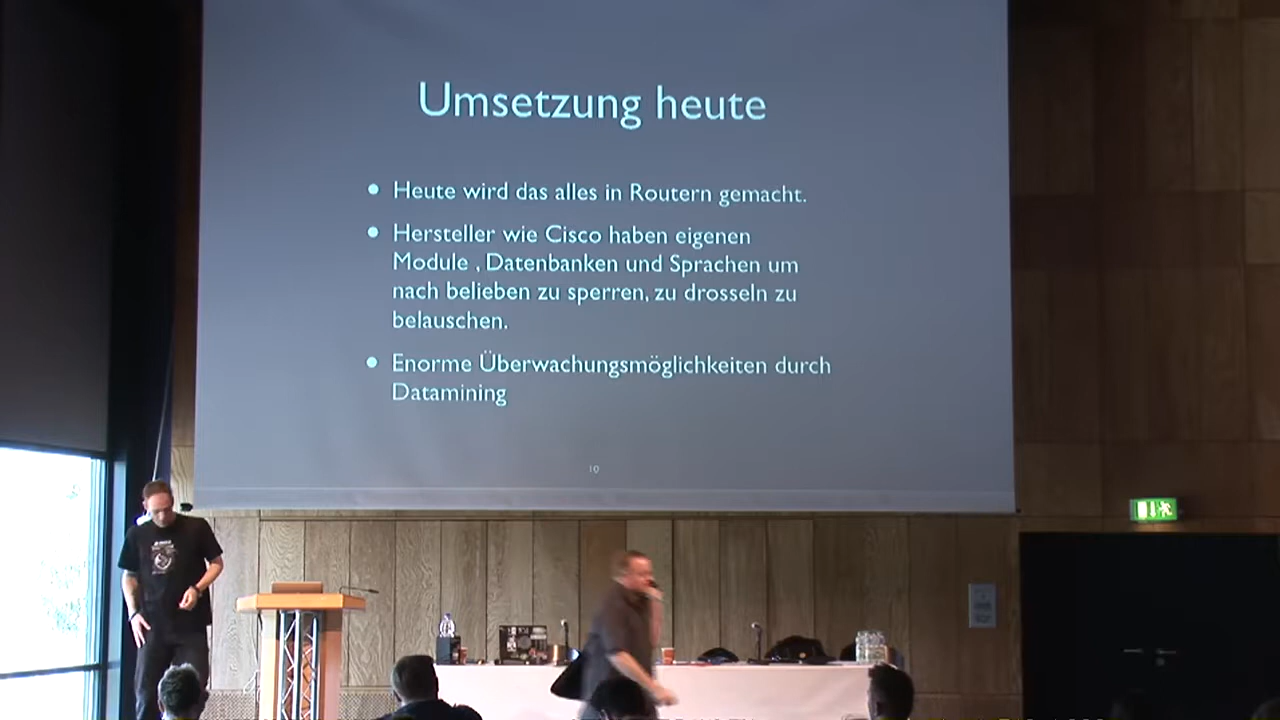 Umsetzung heute
• Heute wird das alles in Routern gemacht.
• Hersteller wie Cisco haben eigenen
Module , Datenbanken und Sprachen um
nach belieben zu sperren, zu drosseln zu
belauschen.
• Enorme Überwachungsmöglichkeiten durch
Datamining
19